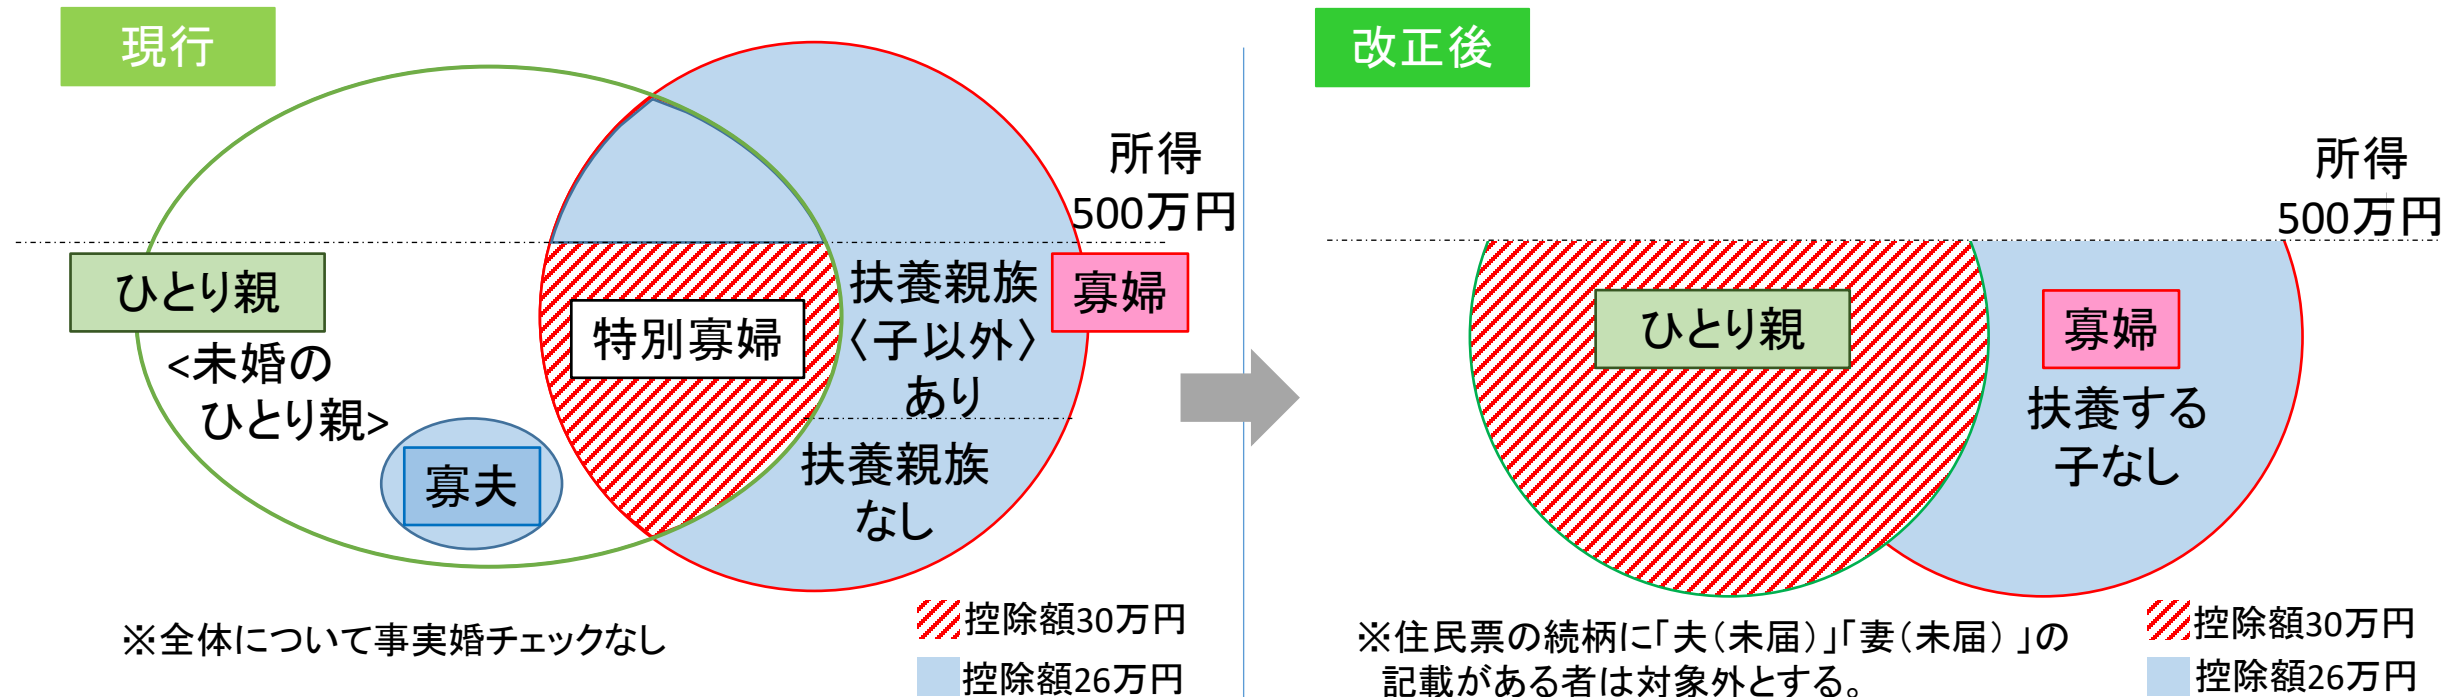 現行
所得
500万円
ひとり親
<未婚の
ひとり親>
寡夫
特別寡婦
扶養親族
〈子以外〉
あり
寡婦
扶養親族
なし
※全体について事実婚チェックなし
控除額30万円
控除額26万円
改正後
所得
500万円
ひとり親
寡婦
扶養する
子なし
※住民票の続柄に「夫（未届）」「妻（未届）」の
記載がある者は対象外とする。
控除額30万円
控除額26万円